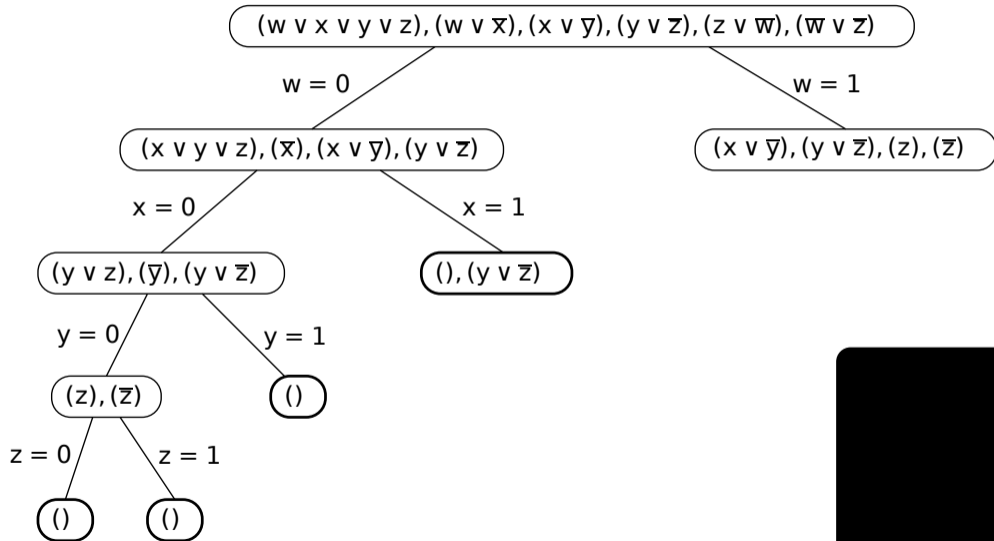 (w ∨ x ∨ y ∨ z), (w ∨ x̅), (x ∨ y̅), (y ∨ z̅), (z ∨ w̅), (w̅ ∨ z̅)
w = 0 w = 1
(x ∨ y ∨ z), (x̅), (x ∨ y̅), (y ∨ z̅) (x ∨ y̅), (y ∨ z̅), (z), (z̅)
x = 0 x = 1
(y ∨ z), (y̅), (y ∨ z̅) (), (y ∨ z̅)
y = 0 y = 1
(z), (z̅) ()
z = 0 z = 1
() ()